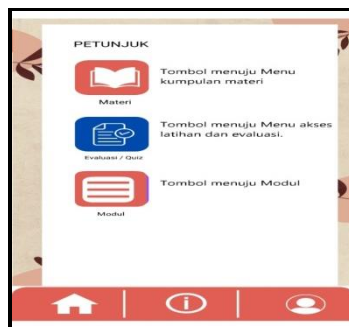 PETUNJUK
Tombol menuju Menu
kumpulan materi
Materi
Tombol menuju Menu akses
latihan dan evaluasi.
Evaluasi / Quiz
Tombol menuju Modul
Modul